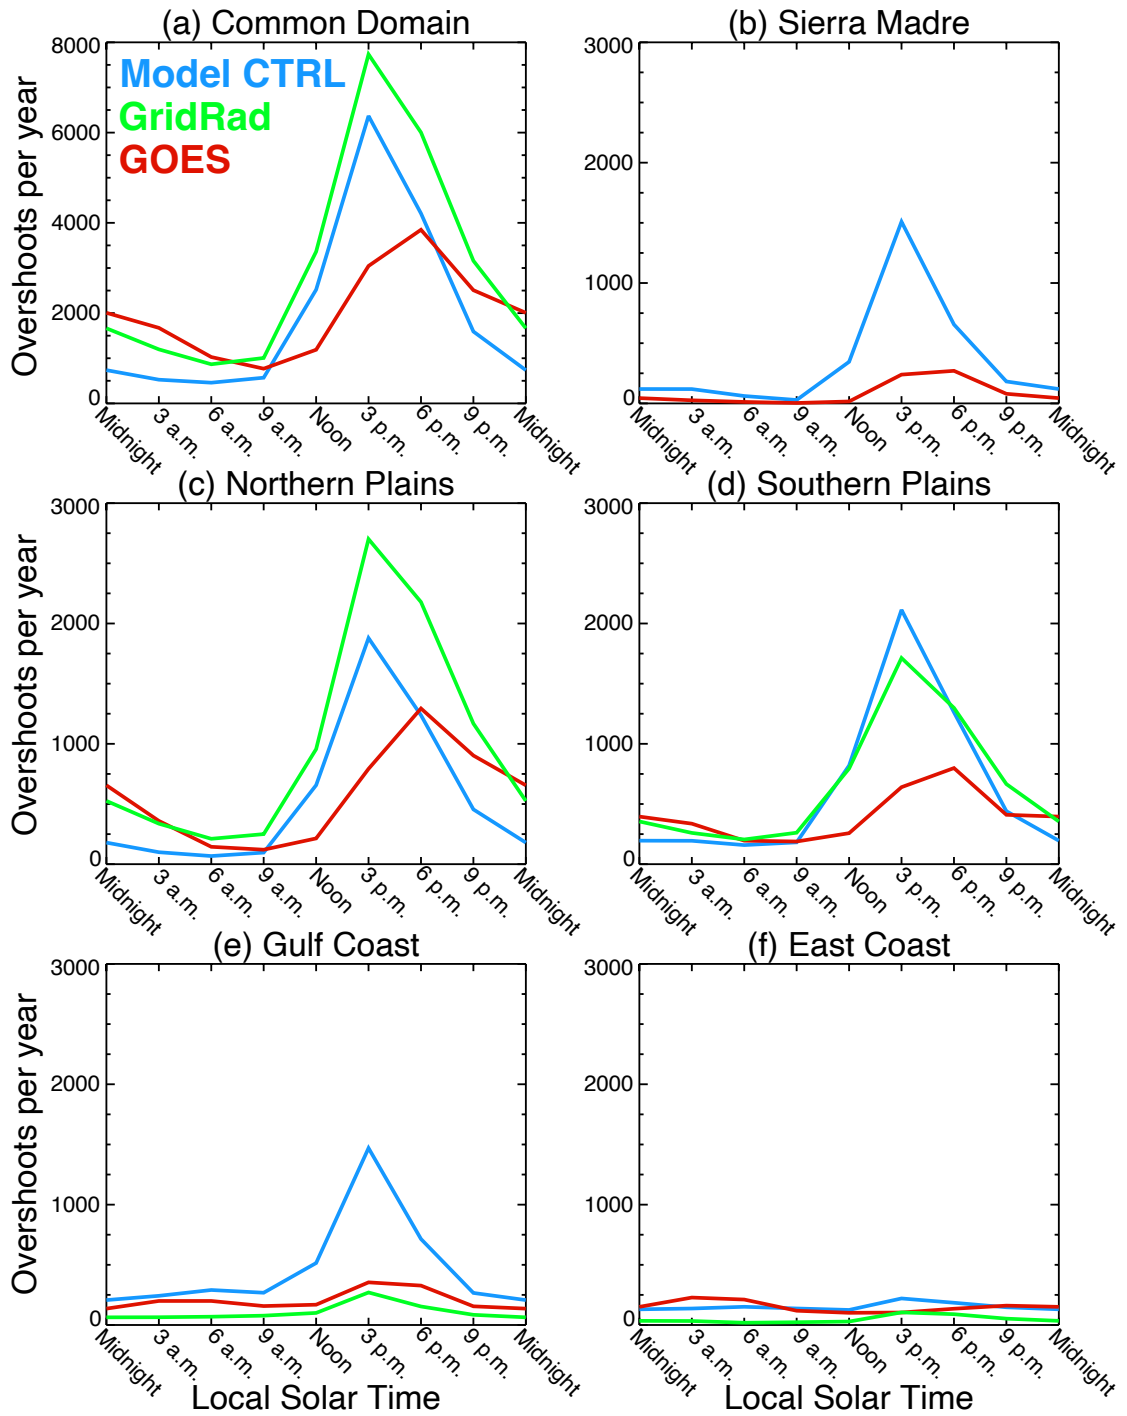 (a) Common Domain
Overshoots per year
8000
6000
4000
2000
0
Model CTRL
GridRad
GOES
Midnight
3 a.m.
6 a.m.
9 a.m.
Noon
3 p.m.
6 p.m.
9 p.m.
Midnight
(b) Sierra Madre
3000
2000
1000
0
Midnight
3 a.m.
6 a.m.
9 a.m.
Noon
3 p.m.
6 p.m.
9 p.m.
Midnight
(c) Northern Plains
Overshoots per year
3000
2000
1000
0
Midnight
3 a.m.
6 a.m.
9 a.m.
Noon
3 p.m.
6 p.m.
9 p.m.
Midnight
(d) Southern Plains
3000
2000
1000
0
Midnight
3 a.m.
6 a.m.
9 a.m.
Noon
3 p.m.
6 p.m.
9 p.m.
Midnight
(e) Gulf Coast
Overshoots per year
3000
2000
1000
0
Midnight
3 a.m.
6 a.m.
9 a.m.
Noon
3 p.m.
6 p.m.
9 p.m.
Midnight
Local Solar Time
(f) East Coast
3000
2000
1000
0
Midnight
3 a.m.
6 a.m.
9 a.m.
Noon
3 p.m.
6 p.m.
9 p.m.
Midnight
Local Solar Time